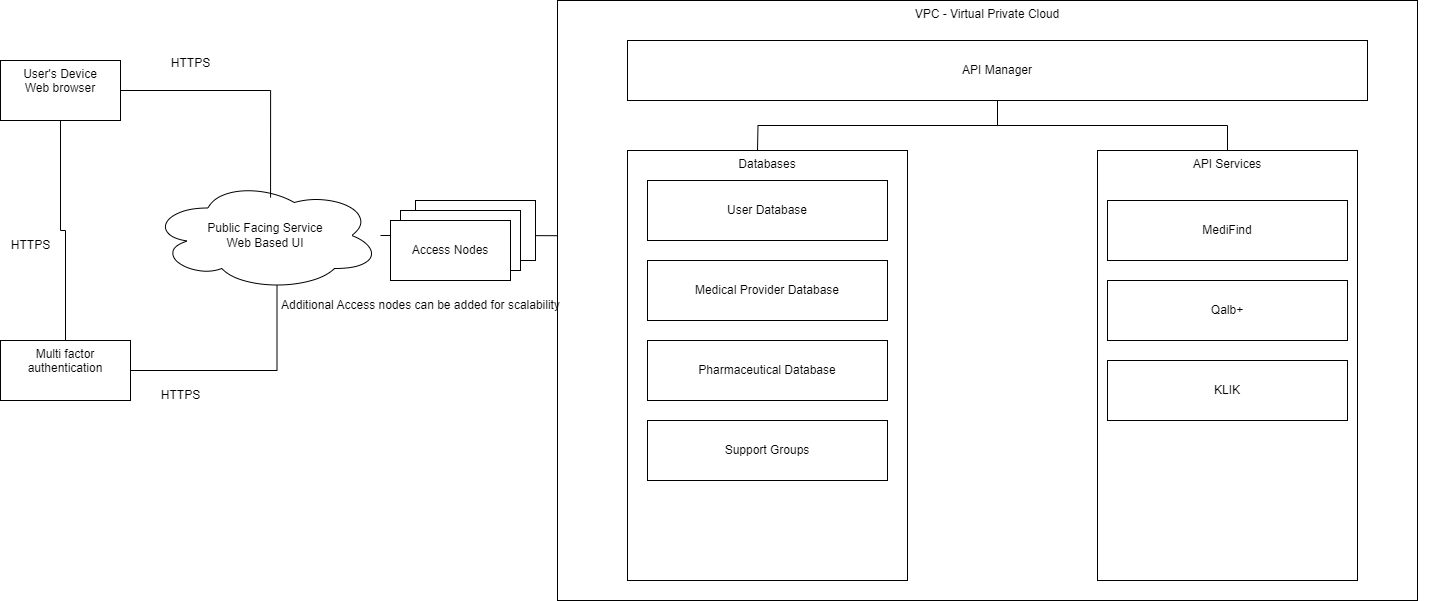 VPC - Virtual Private Cloud
HTTPS
User's Device
Web browser
API Manager
Databases
API Services
User Database
MediFind
Public Facing Service
Web Based UI
Access Nodes
HTTPS
Medical Provider Database
Additional Access nodes can be added for scalability
Qalb+
Multi factor
authentication
Pharmaceutical Database
HTTPS
KLIK
Support Groups